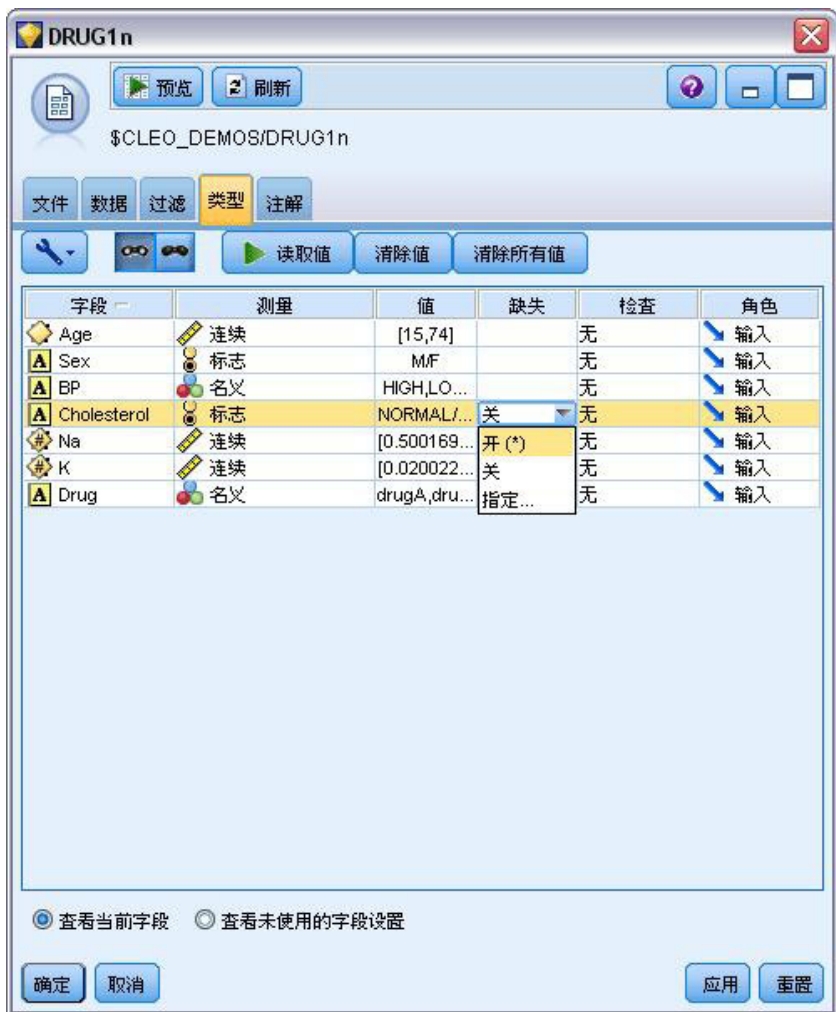 DRUG1n
预览 刷新
$CLEO_DEMOS/DRUG1n
文件 数据 过滤 类型 注解
读取值 清除值 清除所有值
字段 测量 值 缺失 检查 角色
Age 连续 [15,74] 无 输入
A Sex 标志 M/F 无 输入
A BP 名义 HIGH,LO... 无 输入
A Cholesterol 标志 NORMAL/... 关 无 输入
# Na 连续 [0.500169... 开 (*) 无 输入
# K 连续 [0.020022... 关 无 输入
A Drug 名义 drugA,dru... 指定... 无 输入
查看当前字段 查看未使用的字段设置
确定 取消 应用 重置